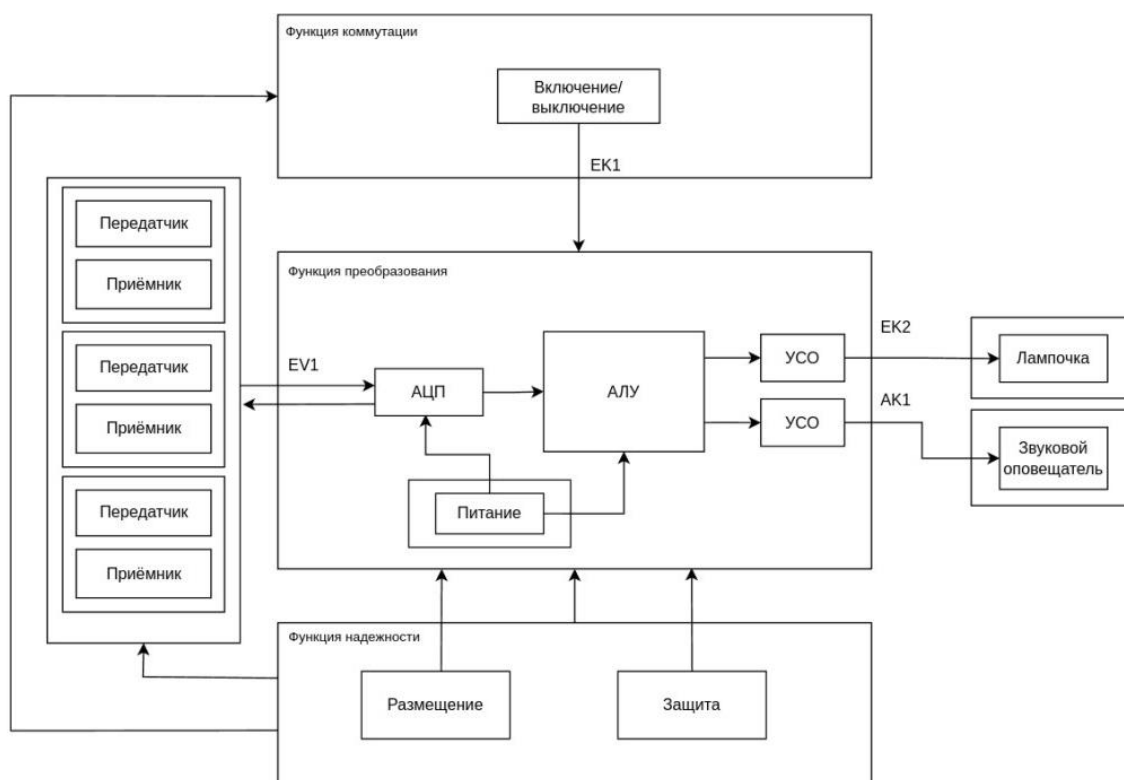 Функция коммутации
Включение/
выключение
EK1
Передатчик
Приёмник
Передатчик
Приёмник
Передатчик
Приёмник
Функция преобразования
EV1
АЦП
АЛУ
УСО
УСО
Питание
EK2
AK1
Лампочка
Звуковой
оповещатель
Функция надежности
Размещение
Защита